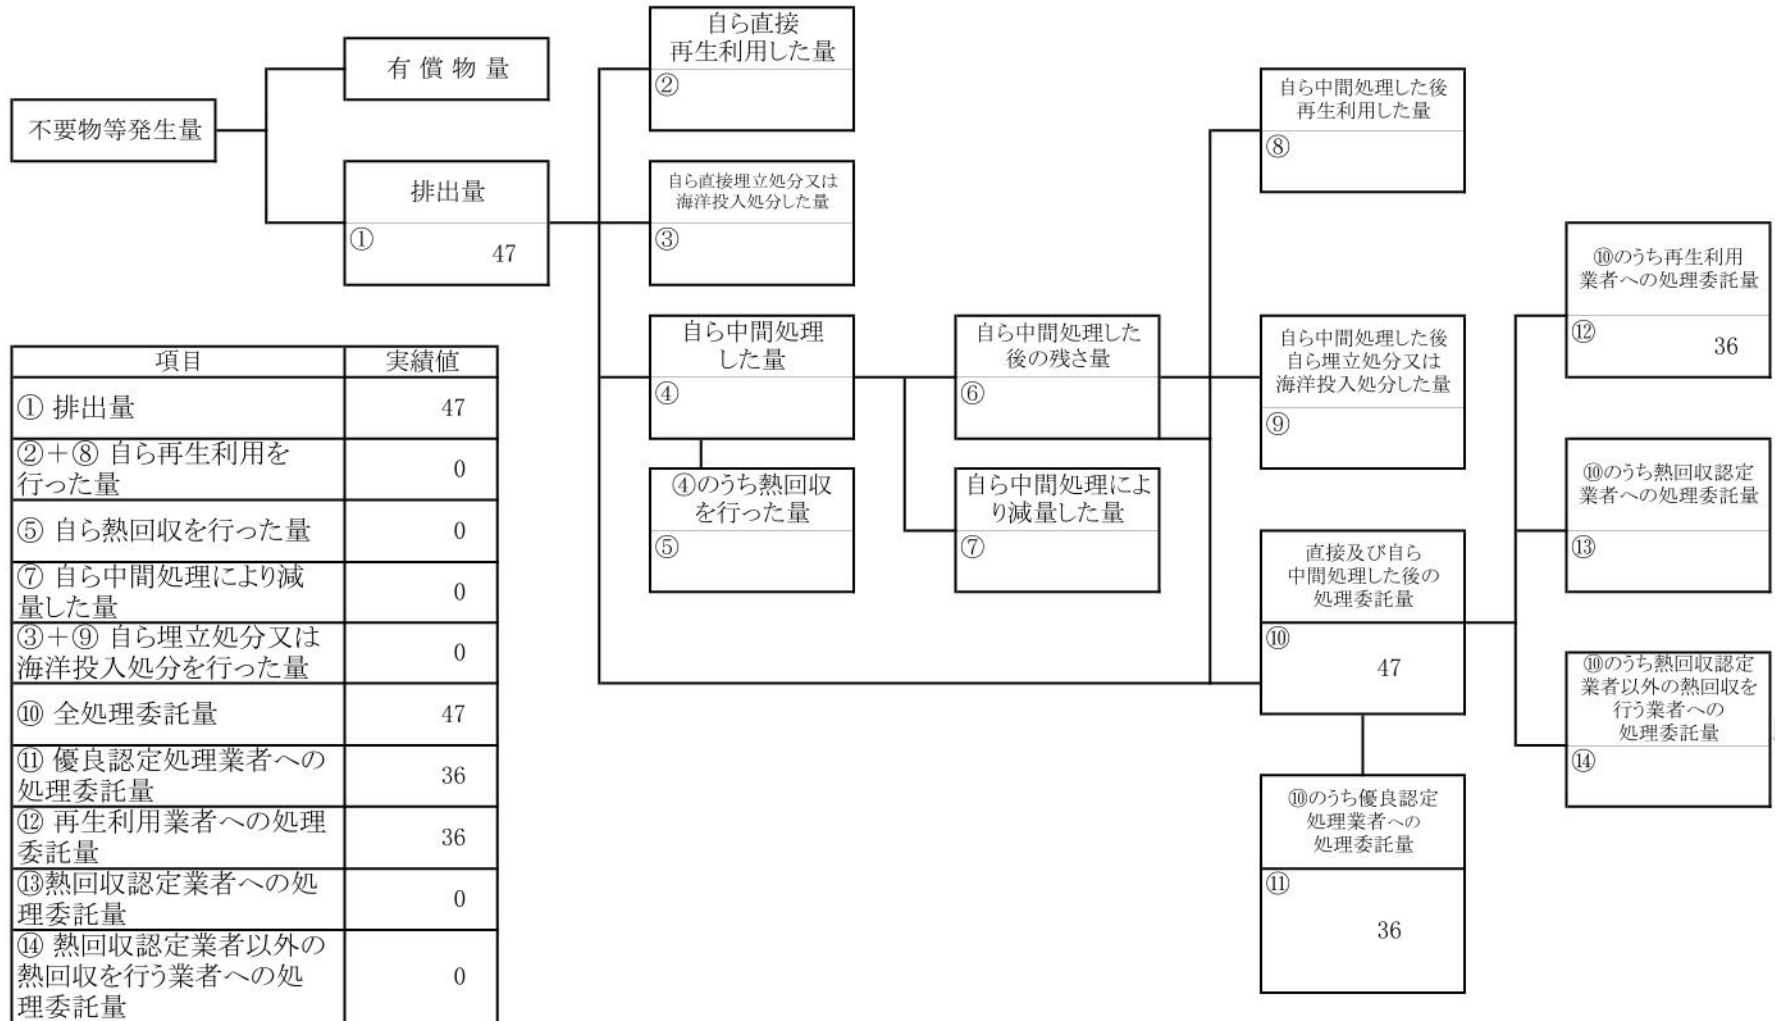 自ら直接
再生利用した量
②
有償物量
不要物等発生量
排出量
①
47
自ら直接埋立処分又は
海洋投入処分した量
③
自ら中間処理した後
再生利用した量
⑧
自ら中間処理
した量
④
自ら中間処理した
後の残さ量
⑥
自ら中間処理した後
自ら埋立処分又は
海洋投入処分した量
⑨
⑩のうち再生利用
業者への処理委託量
⑫
36
④のうち熱回収
を行った量
⑤
自ら中間処理によ
り減量した量
⑦
直接及び自ら
中間処理した後の
処理委託量
⑩
47
⑩のうち熱回収認定
業者への処理委託量
⑬
⑩のうち熱回収認定
業者以外の熱回収を
行う業者への
処理委託量
⑭
⑩のうち優良認定
処理業者への
処理委託量
⑪
36
項目 実績値
① 排出量 47
②+⑧ 自ら再生利用を
行った量 0
⑤ 自ら熱回収を行った量 0
⑦ 自ら中間処理により減
量した量 0
③+⑨ 自ら埋立処分又は
海洋投入処分を行った量 0
⑩ 全処理委託量 47
⑪ 優良認定処理業者への
処理委託量 36
⑫ 再生利用業者への処理
委託量 36
⑬熱回収認定業者への処
理委託量 0
⑭ 熱回収認定業者以外の
熱回収を行う業者への処
理委託量 0